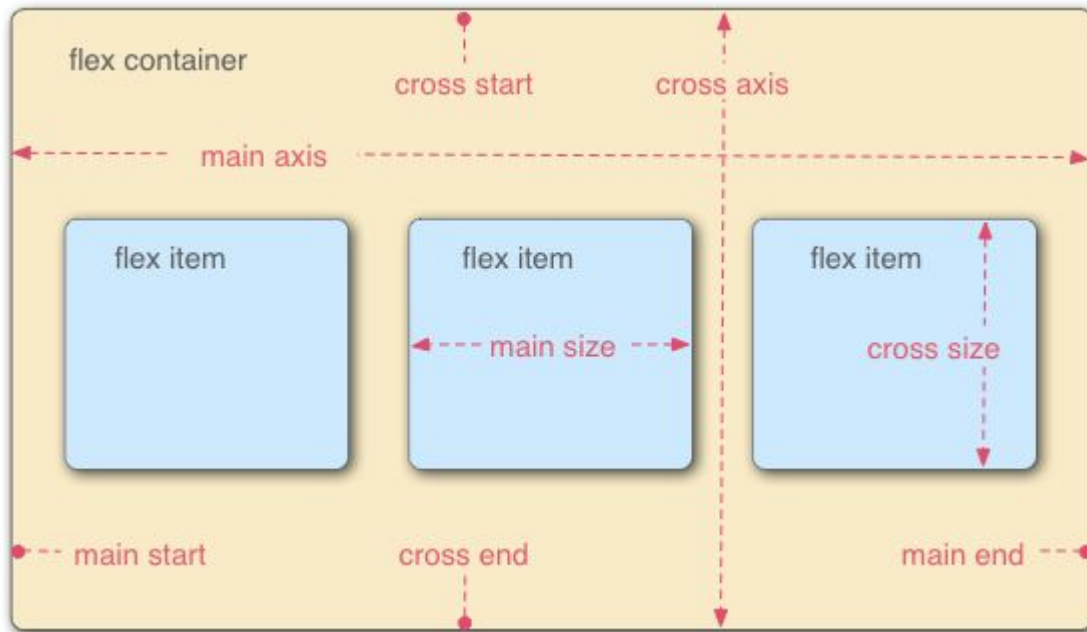 flex container
cross start
cross axis
main axis
flex item
flex item
flex item
main size
cross size
main start
cross end
main end